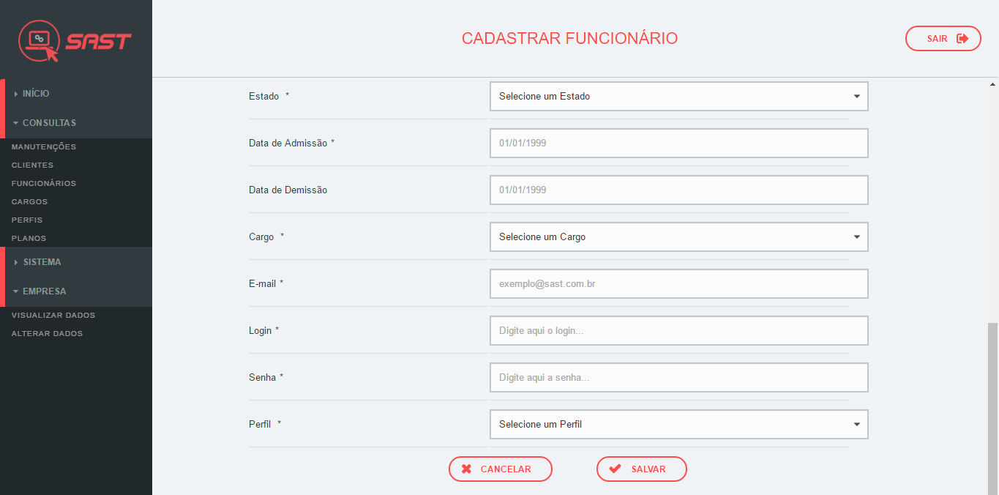 SAST
CADASTRAR FUNCIONÁRIO
SAIR
INÍCIO
CONSULTAS
MANUTENÇÕES
CLIENTES
FUNCIONÁRIOS
CARGOS
PERFIS
PLANOS
SISTEMA
EMPRESA
VISUALIZAR DADOS
ALTERAR DADOS
Estado * Selecione um Estado
Data de Admissão * 01/01/1999
Data de Demissão 01/01/1999
Cargo * Selecione um Cargo
E-mail * exemplo@sast.com.br
Login * Digite aqui o login...
Senha * Digite aqui a senha...
Perfil * Selecione um Perfil
CANCELAR SALVAR